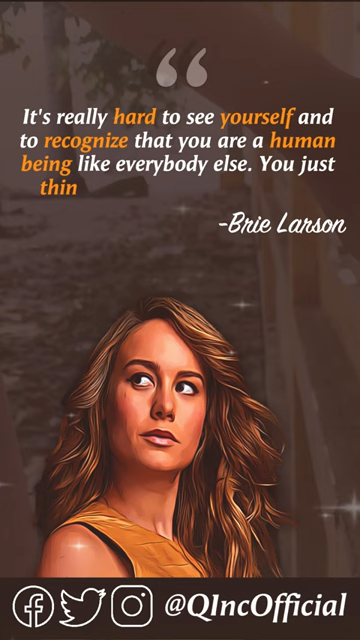 It's really hard to see yourself and
to recognize that you are a human
being like everybody else. You just
thin
-Brie Larson
@QIncOfficial